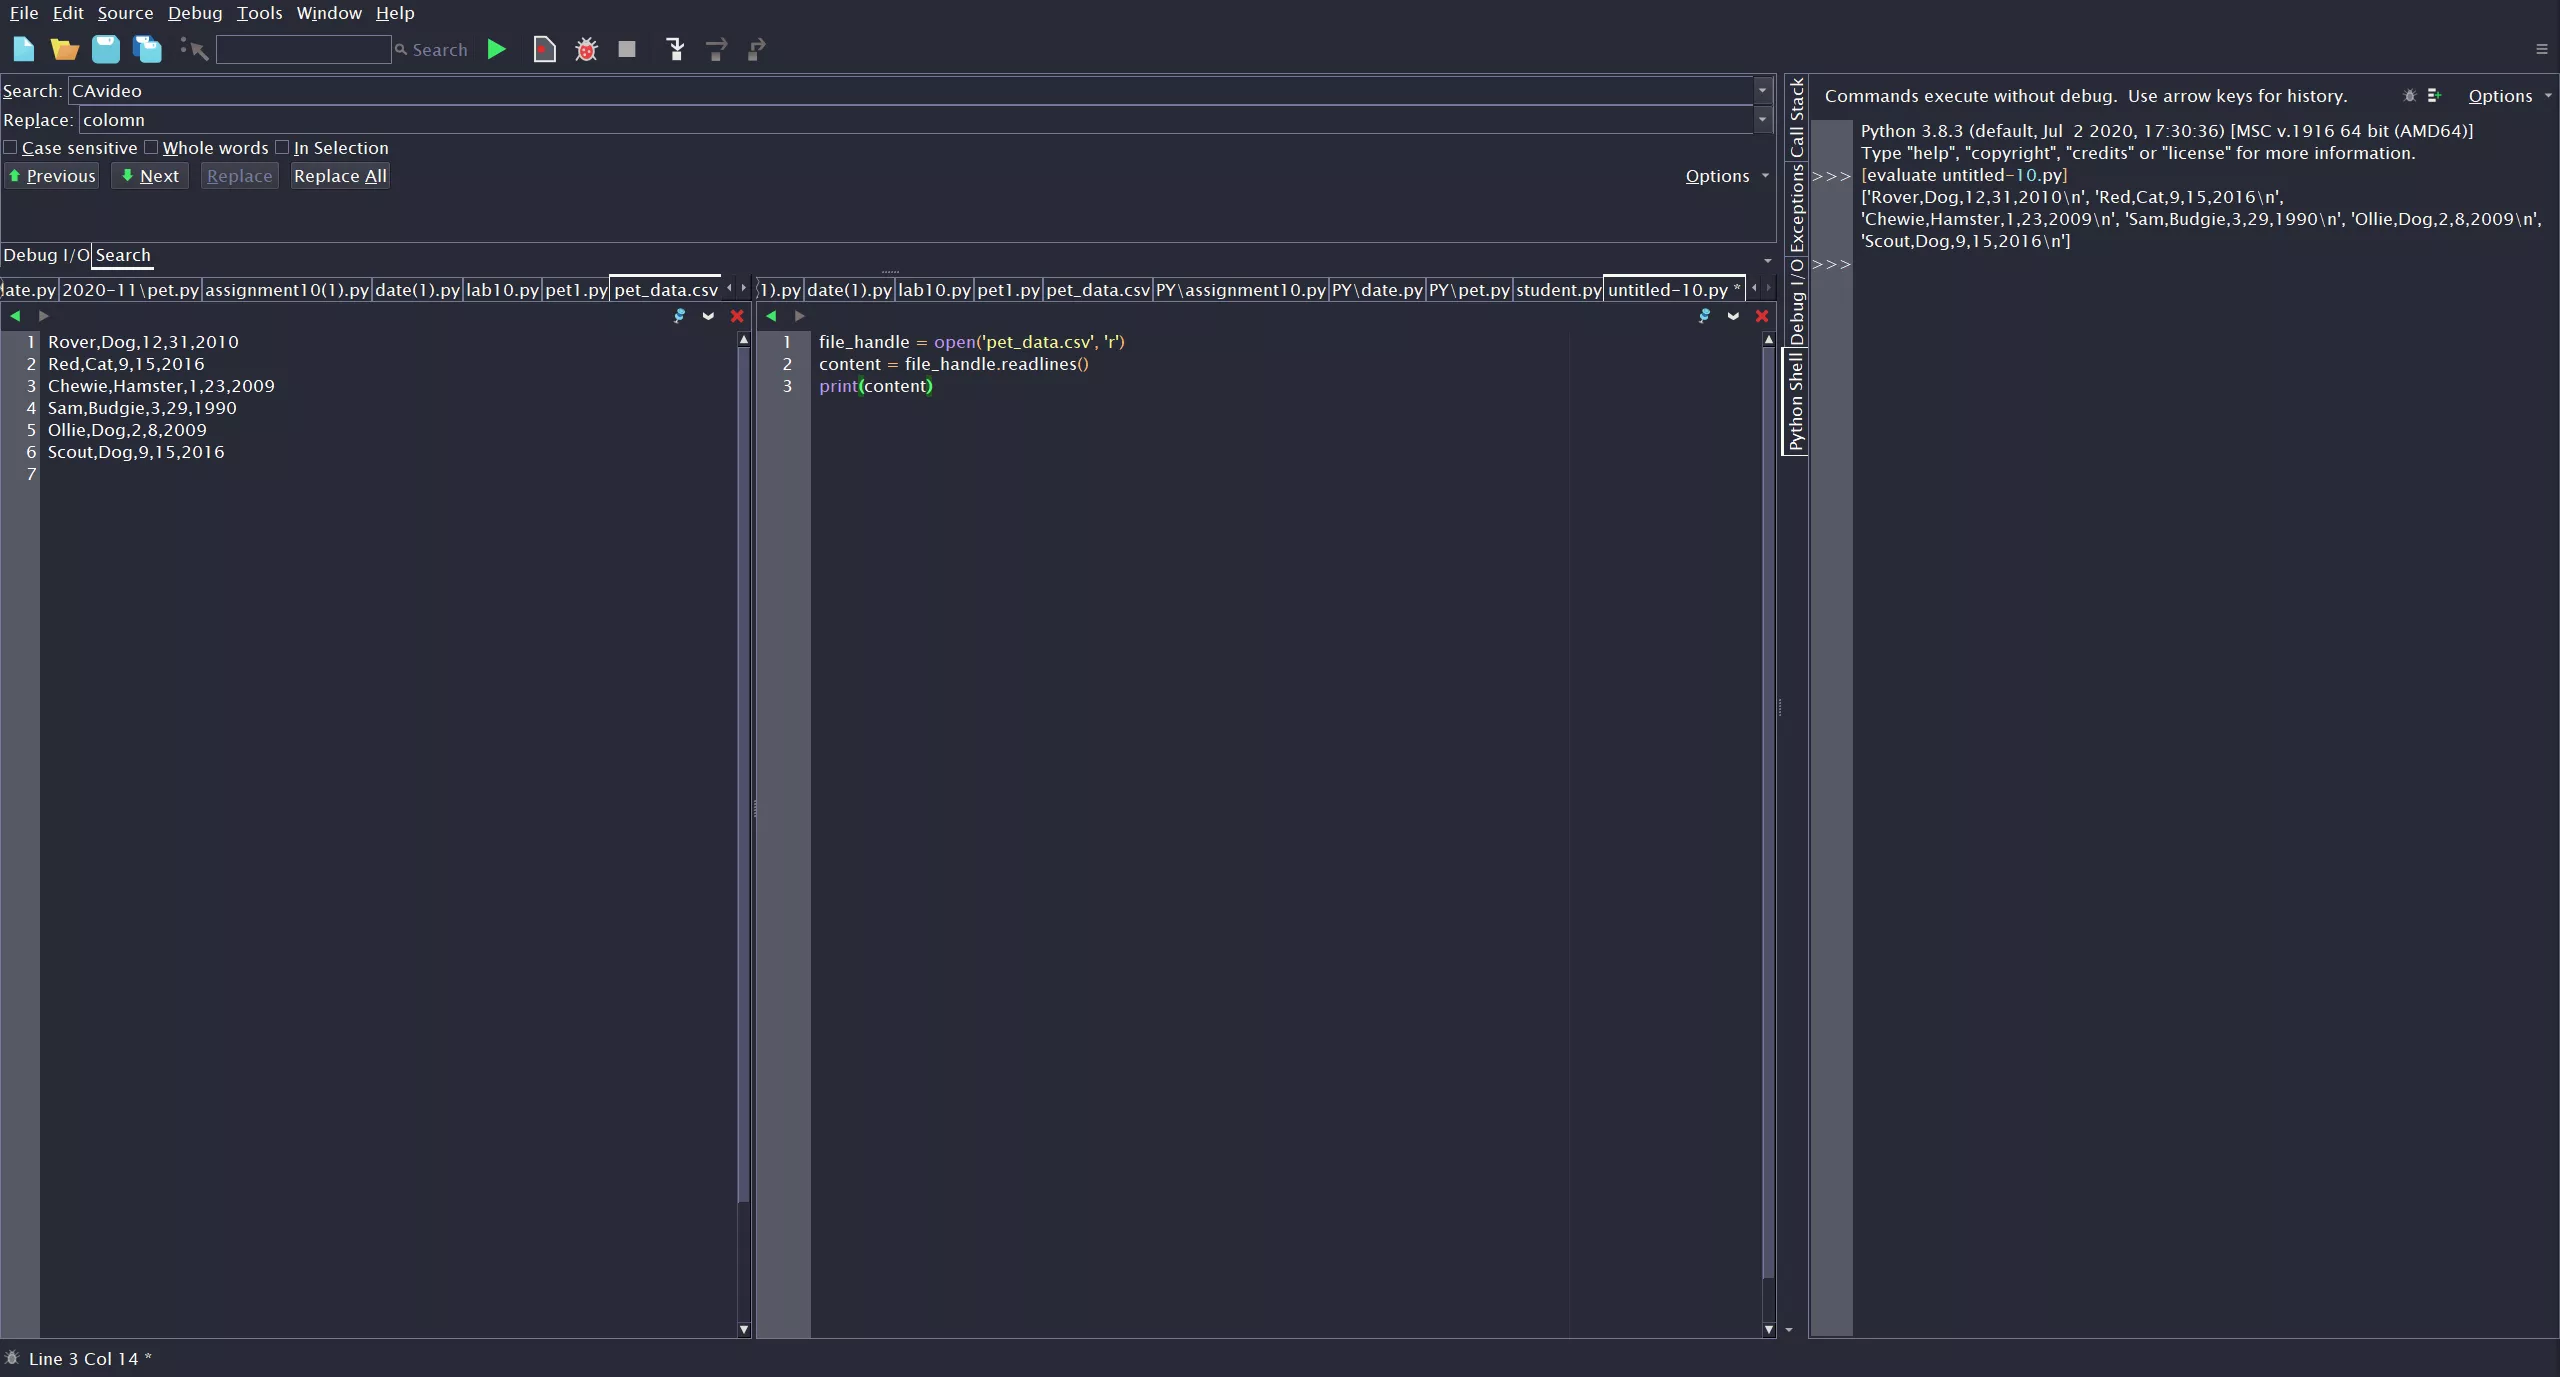 File Edit Source Debug Tools Window Help
Search
Search: CAvideo
Replace: colomn
Case sensitive Whole words In Selection
Previous Next Replace Replace All Options
Debug I/O Search
ate.py 2020-11\pet.py assignment10(1).py date(1).py lab10.py pet1.py pet_data.csv
1 Rover,Dog,12,31,2010
2 Red,Cat,9,15,2016
3 Chewie,Hamster,1,23,2009
4 Sam,Budgie,3,29,1990
5 Ollie,Dog,2,8,2009
6 Scout,Dog,9,15,2016
7
1).py date(1).py lab10.py pet1.py pet_data.csv PY\assignment10.py PY\date.py PY\pet.py student.py untitled-10.py *
1 file_handle = open('pet_data.csv', 'r')
2 content = file_handle.readlines()
3 print(content)
Call Stack
Exceptions
Debug I/O
Python Shell
Commands execute without debug. Use arrow keys for history. Options
Python 3.8.3 (default, Jul  2 2020, 17:30:36) [MSC v.1916 64 bit (AMD64)]
Type "help", "copyright", "credits" or "license" for more information.
>>> [evaluate untitled-10.py]
['Rover,Dog,12,31,2010\n', 'Red,Cat,9,15,2016\n',
'Chewie,Hamster,1,23,2009\n', 'Sam,Budgie,3,29,1990\n', 'Ollie,Dog,2,8,2009\n',
'Scout,Dog,9,15,2016\n']
>>>
Line 3 Col 14 *